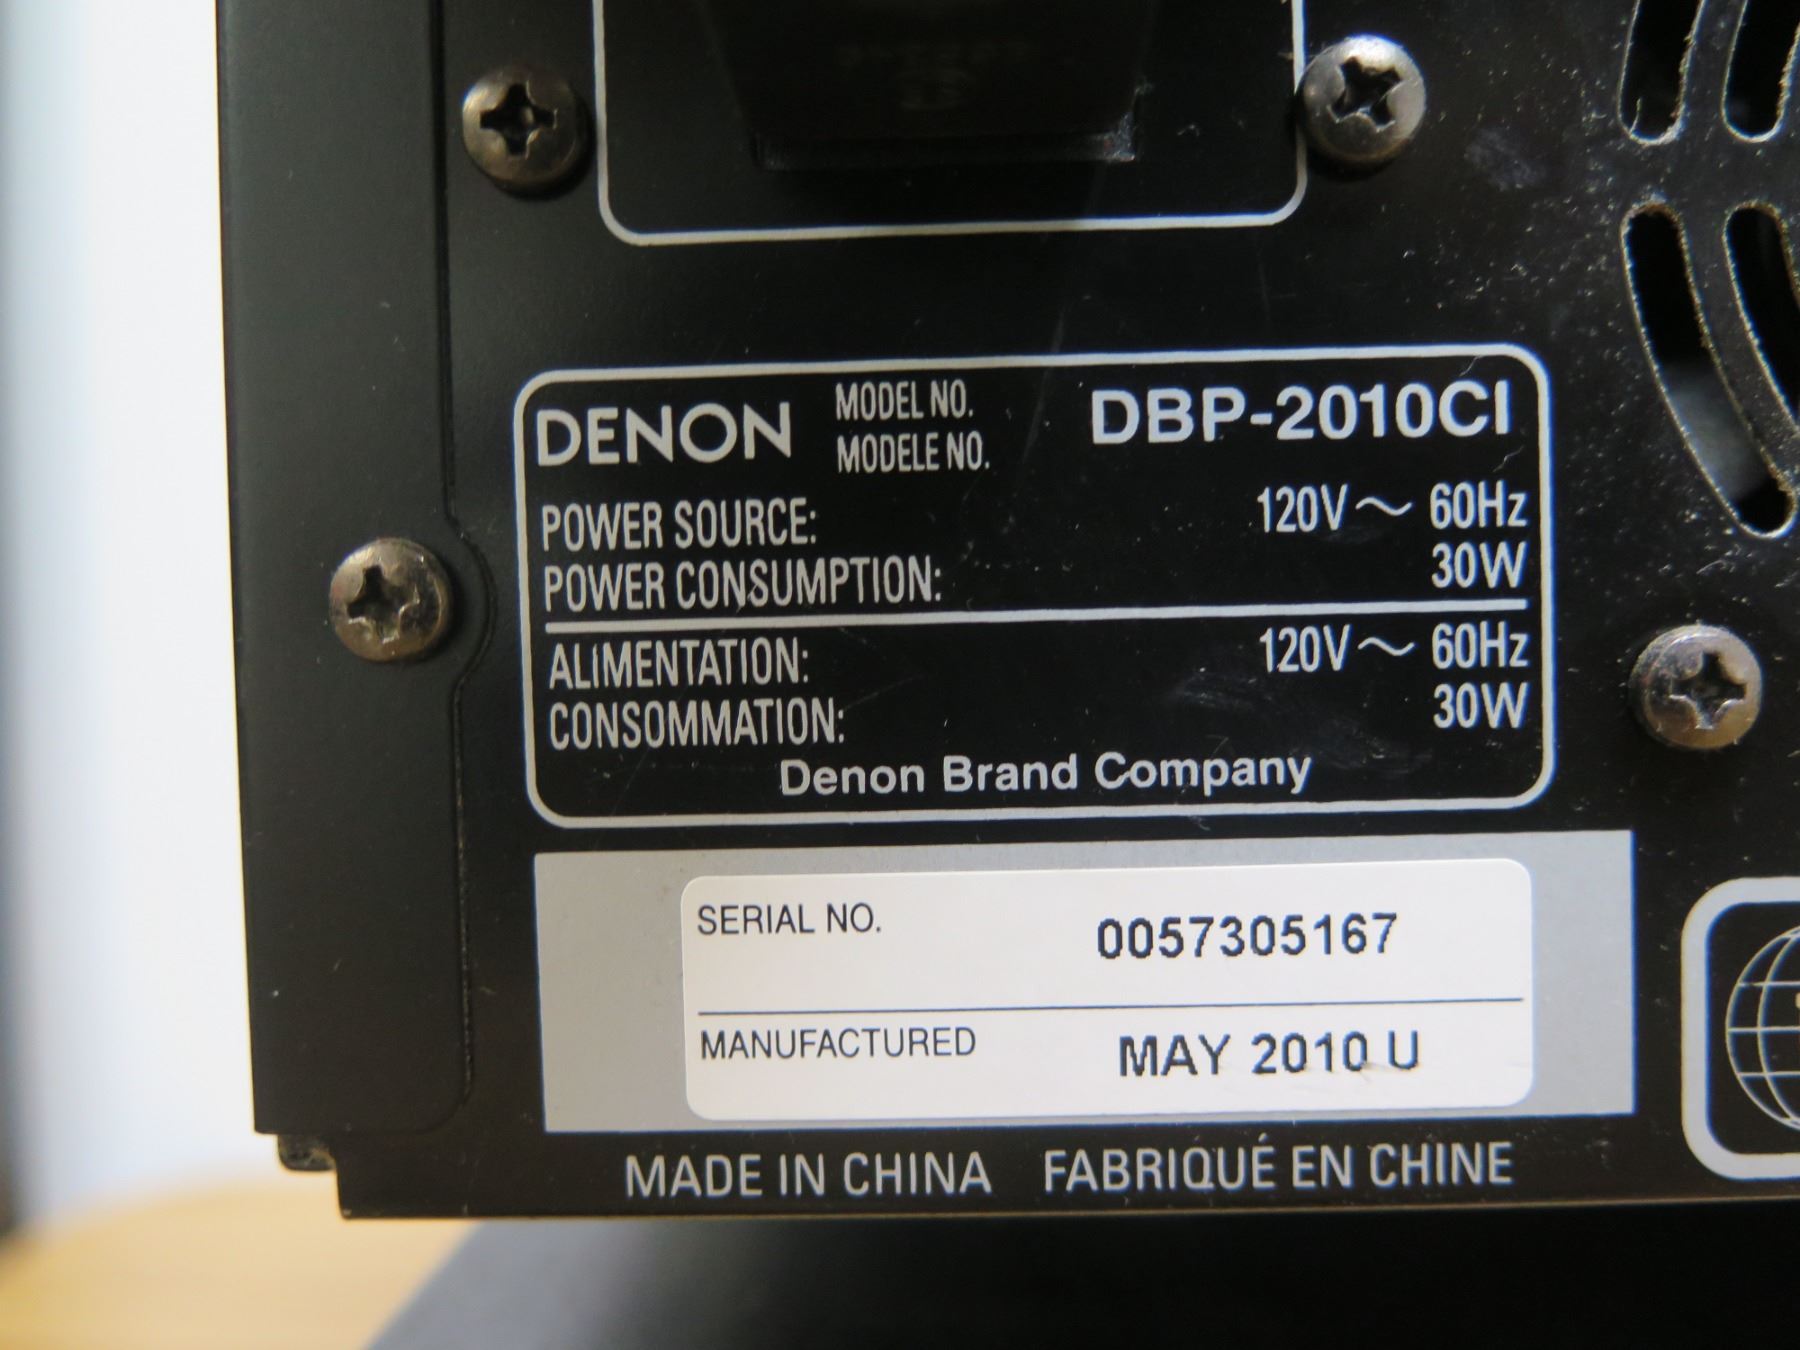 DENON MODEL NO. DBP-2010CI
MODELE NO.
POWER SOURCE: 120V～ 60Hz
POWER CONSUMPTION: 30W
ALIMENTATION: 120V～ 60Hz
CONSOMMATION: 30W
Denon Brand Company
SERIAL NO. 0057305167
MANUFACTURED MAY 2010 U
MADE IN CHINA FABRIQUÉ EN CHINE